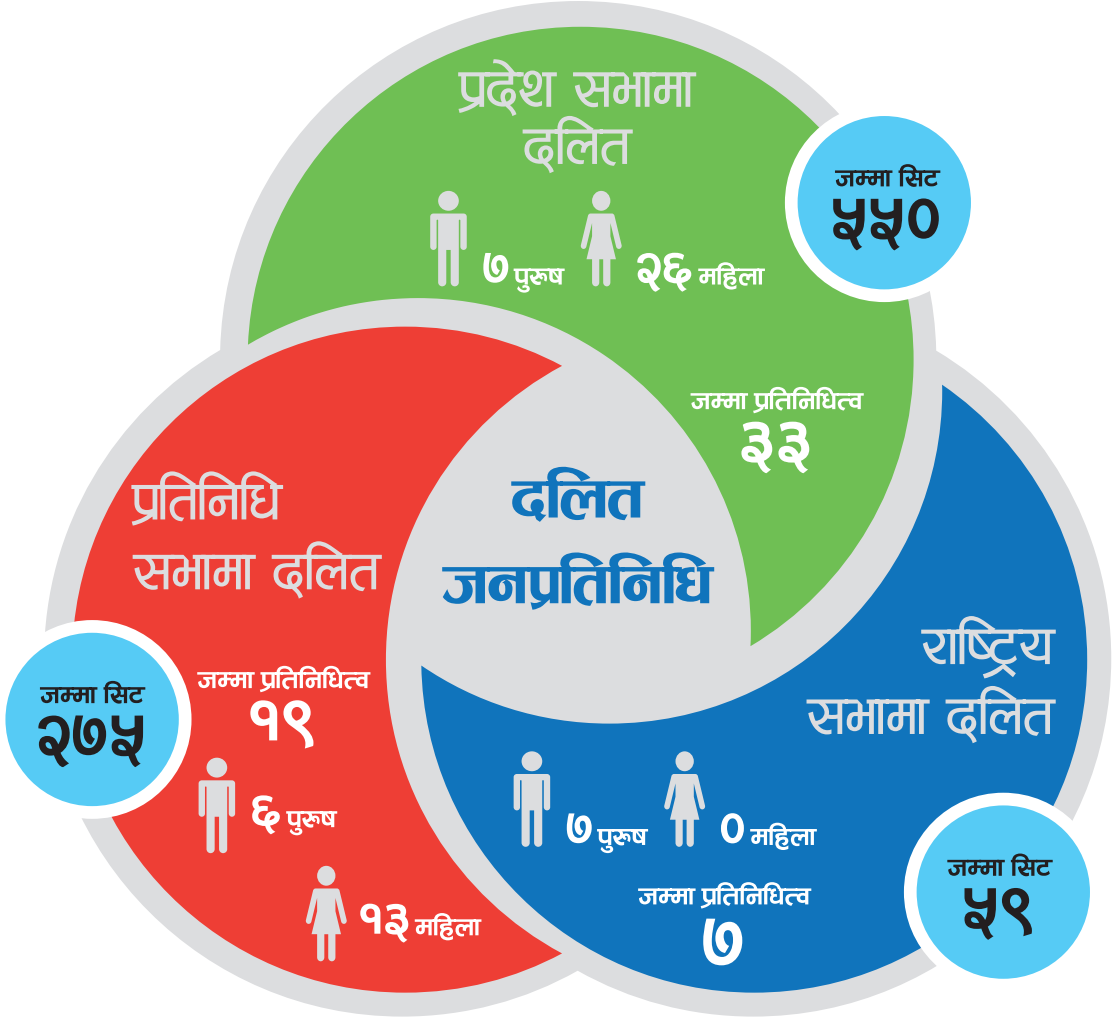 प्रदेश सभामा
दलित
जम्मा सिट
५५०
७ पुरूष
२६ महिला
जम्मा प्रतिनिधित्व
३३
दलित
जनप्रतिनिधि
प्रतिनिधि
सभामा दलित
जम्मा सिट
२७५
जम्मा प्रतिनिधित्व
१९
६ पुरूष
१३ महिला
राष्ट्रिय
सभामा दलित
७ पुरूष
० महिला
जम्मा प्रतिनिधित्व
७
जम्मा सिट
५९